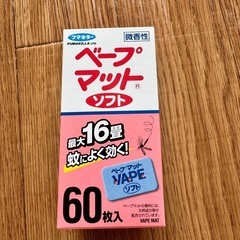 フマキラー
FUMAKILLA LTD.
微香性
ベープ
マット®
ソフト
最大16畳
蚊によく効く!
ベープマット
VAPE
ソフト
60枚入
VAPE MAT